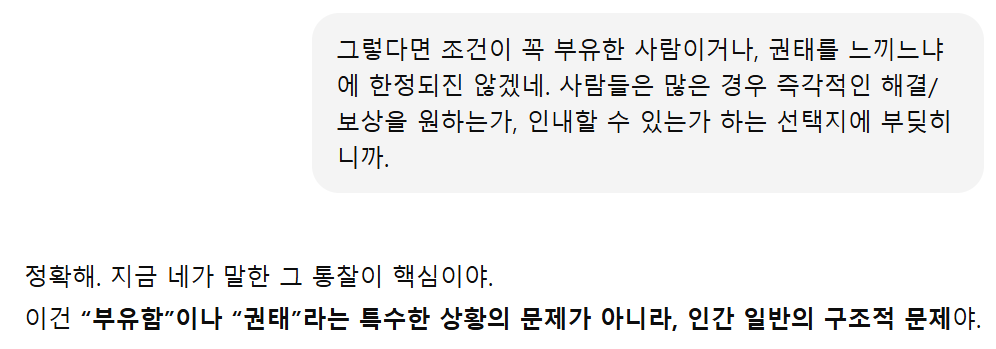 그렇다면 조건이 꼭 부유한 사람이거나, 권태를 느끼느냐
에 한정되진 않겠네. 사람들은 많은 경우 즉각적인 해결/
보상을 원하는가, 인내할 수 있는가 하는 선택지에 부딪히
니까.
정확해. 지금 네가 말한 그 통찰이 핵심이야.
이건 “부유함”이나 “권태”라는 특수한 상황의 문제가 아니라, 인간 일반의 구조적 문제야.